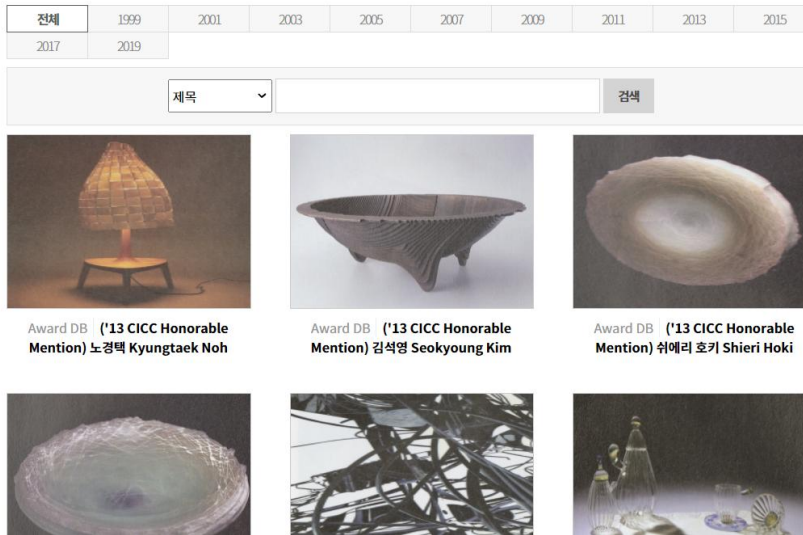 전체 1999 2001 2003 2005 2007 2009 2011 2013 2015
2017 2019
제목 검색
Award DB ('13 CICC Honorable
Mention) 노경택 Kyungtaek Noh
Award DB ('13 CICC Honorable
Mention) 김석영 Seokyoung Kim
Award DB ('13 CICC Honorable
Mention) 쉬에리 호키 Shieri Hoki